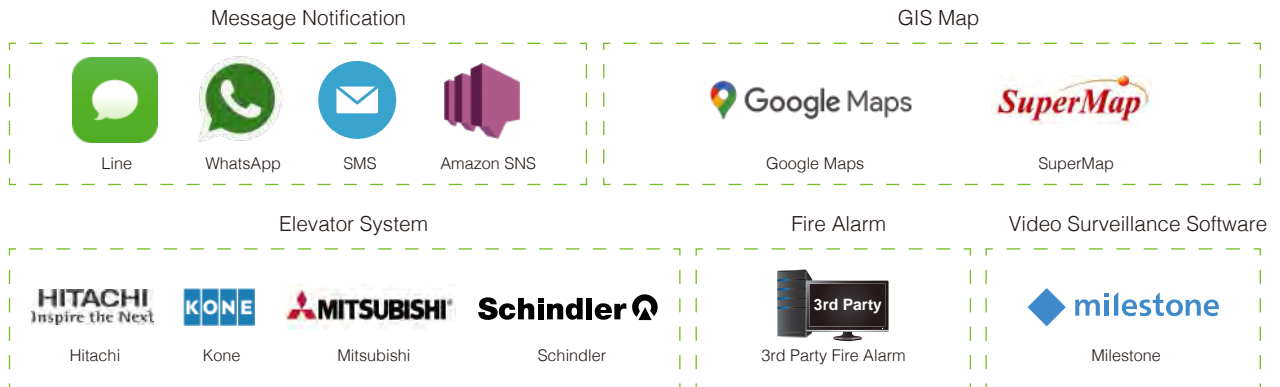 Message Notification
GIS Map
Google Maps
SuperMap
Line
WhatsApp
SMS
Amazon SNS
Google Maps
SuperMap
Elevator System
Fire Alarm
Video Surveillance Software
HITACHI
Inspire the Next
KONE
MITSUBISHI
Schindler
3rd Party
milestone
Hitachi
Kone
Mitsubishi
Schindler
3rd Party Fire Alarm
Milestone